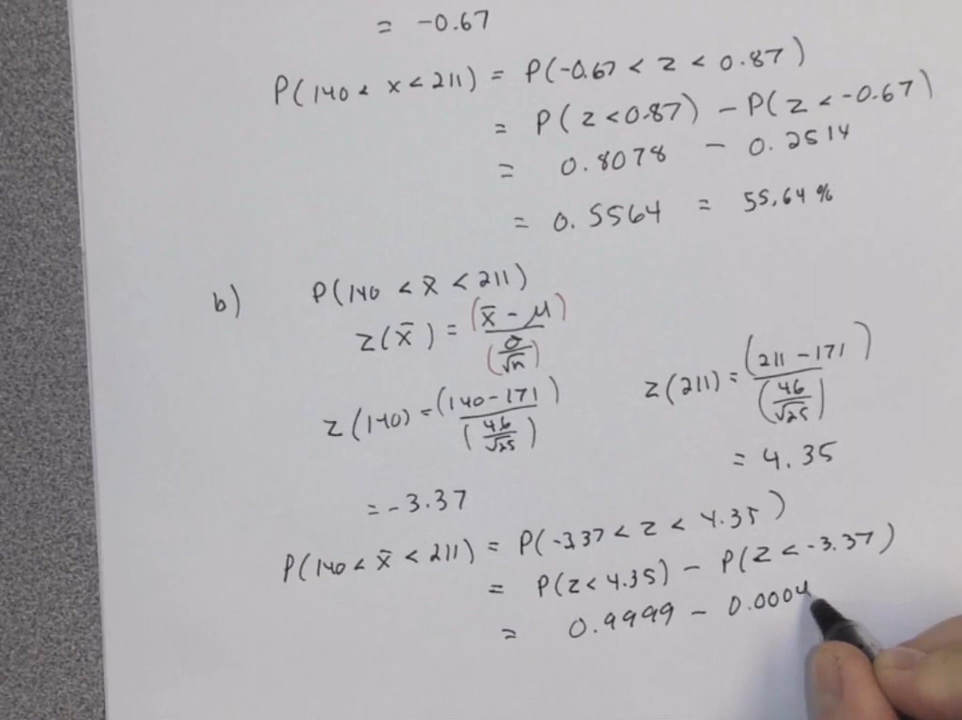 = -0.67
P(140 < x < 211) = P(-0.67 < z < 0.87)
= P(z < 0.87) - P(z < -0.67)
= 0.8078 - 0.2514
= 0.5564 = 55.64%
b) P(140 < x̄ < 211)
z(x̄) = (x̄ - μ) / (σ/√n)
z(140) = (140-171) / (46/√25) z(211) = (211-171) / (46/√25)
= -3.37 = 4.35
P(140 < x̄ < 211) = P(-3.37 < z < 4.35)
= P(z < 4.35) - P(z < -3.37)
= 0.9999 - 0.0004